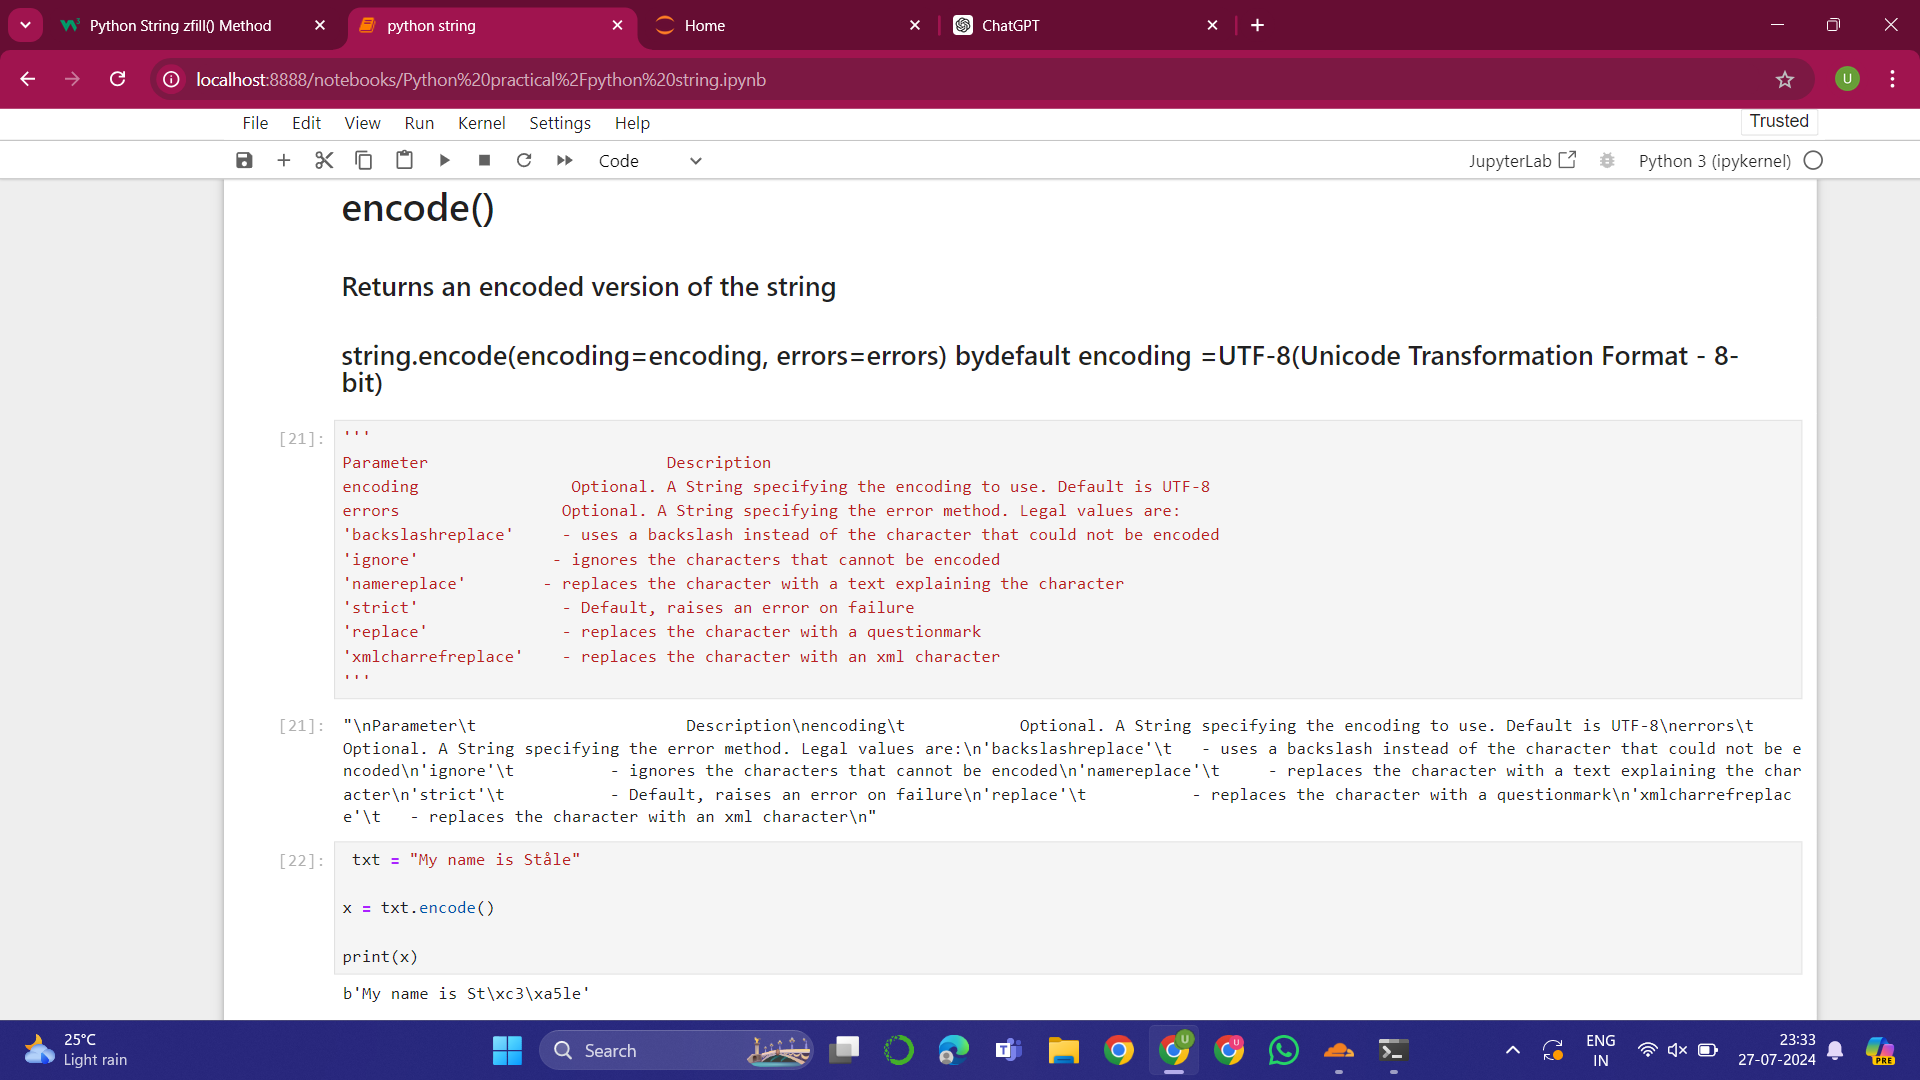 Python String zfill() Method
python string
Home
ChatGPT
localhost:8888/notebooks/Python%20practical%2Fpython%20string.ipynb
U
File Edit View Run Kernel Settings Help
Trusted
Code
JupyterLab
Python 3 (ipykernel)
encode()
Returns an encoded version of the string
string.encode(encoding=encoding, errors=errors) bydefault encoding =UTF-8(Unicode Transformation Format - 8-
bit)
[21]:
'''
Parameter Description
encoding Optional. A String specifying the encoding to use. Default is UTF-8
errors Optional. A String specifying the error method. Legal values are:
'backslashreplace' - uses a backslash instead of the character that could not be encoded
'ignore' - ignores the characters that cannot be encoded
'namereplace' - replaces the character with a text explaining the character
'strict' - Default, raises an error on failure
'replace' - replaces the character with a questionmark
'xmlcharrefreplace' - replaces the character with an xml character
'''
[21]: "\nParameter\t Description\nencoding\t Optional. A String specifying the encoding to use. Default is UTF-8\nerrors\t
Optional. A String specifying the error method. Legal values are:\n'backslashreplace'\t - uses a backslash instead of the character that could not be e
ncoded\n'ignore'\t - ignores the characters that cannot be encoded\n'namereplace'\t - replaces the character with a text explaining the char
acter\n'strict'\t - Default, raises an error on failure\n'replace'\t - replaces the character with a questionmark\n'xmlcharrefreplac
e'\t - replaces the character with an xml character\n"
[22]: txt = "My name is Ståle"
x = txt.encode()
print(x)
b'My name is St\xc3\xa5le'
25°C
Light rain
Search
U
U
ENG
IN
23:33
27-07-2024
PRE